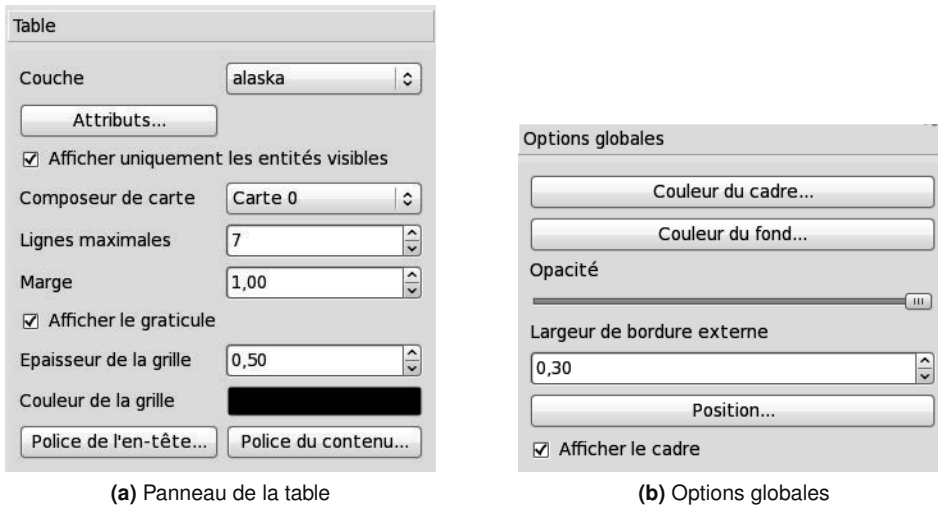 Table
Couche
alaska
Attributs...
Afficher uniquement les entités visibles
Composeur de carte
Carte 0
Lignes maximales
7
Marge
1,00
Afficher le graticule
Epaisseur de la grille
0,50
Couleur de la grille
Police de l'en-tête...
Police du contenu...
(a) Panneau de la table
Options globales
Couleur du cadre...
Couleur du fond...
Opacité
Largeur de bordure externe
0,30
Position...
Afficher le cadre
(b) Options globales